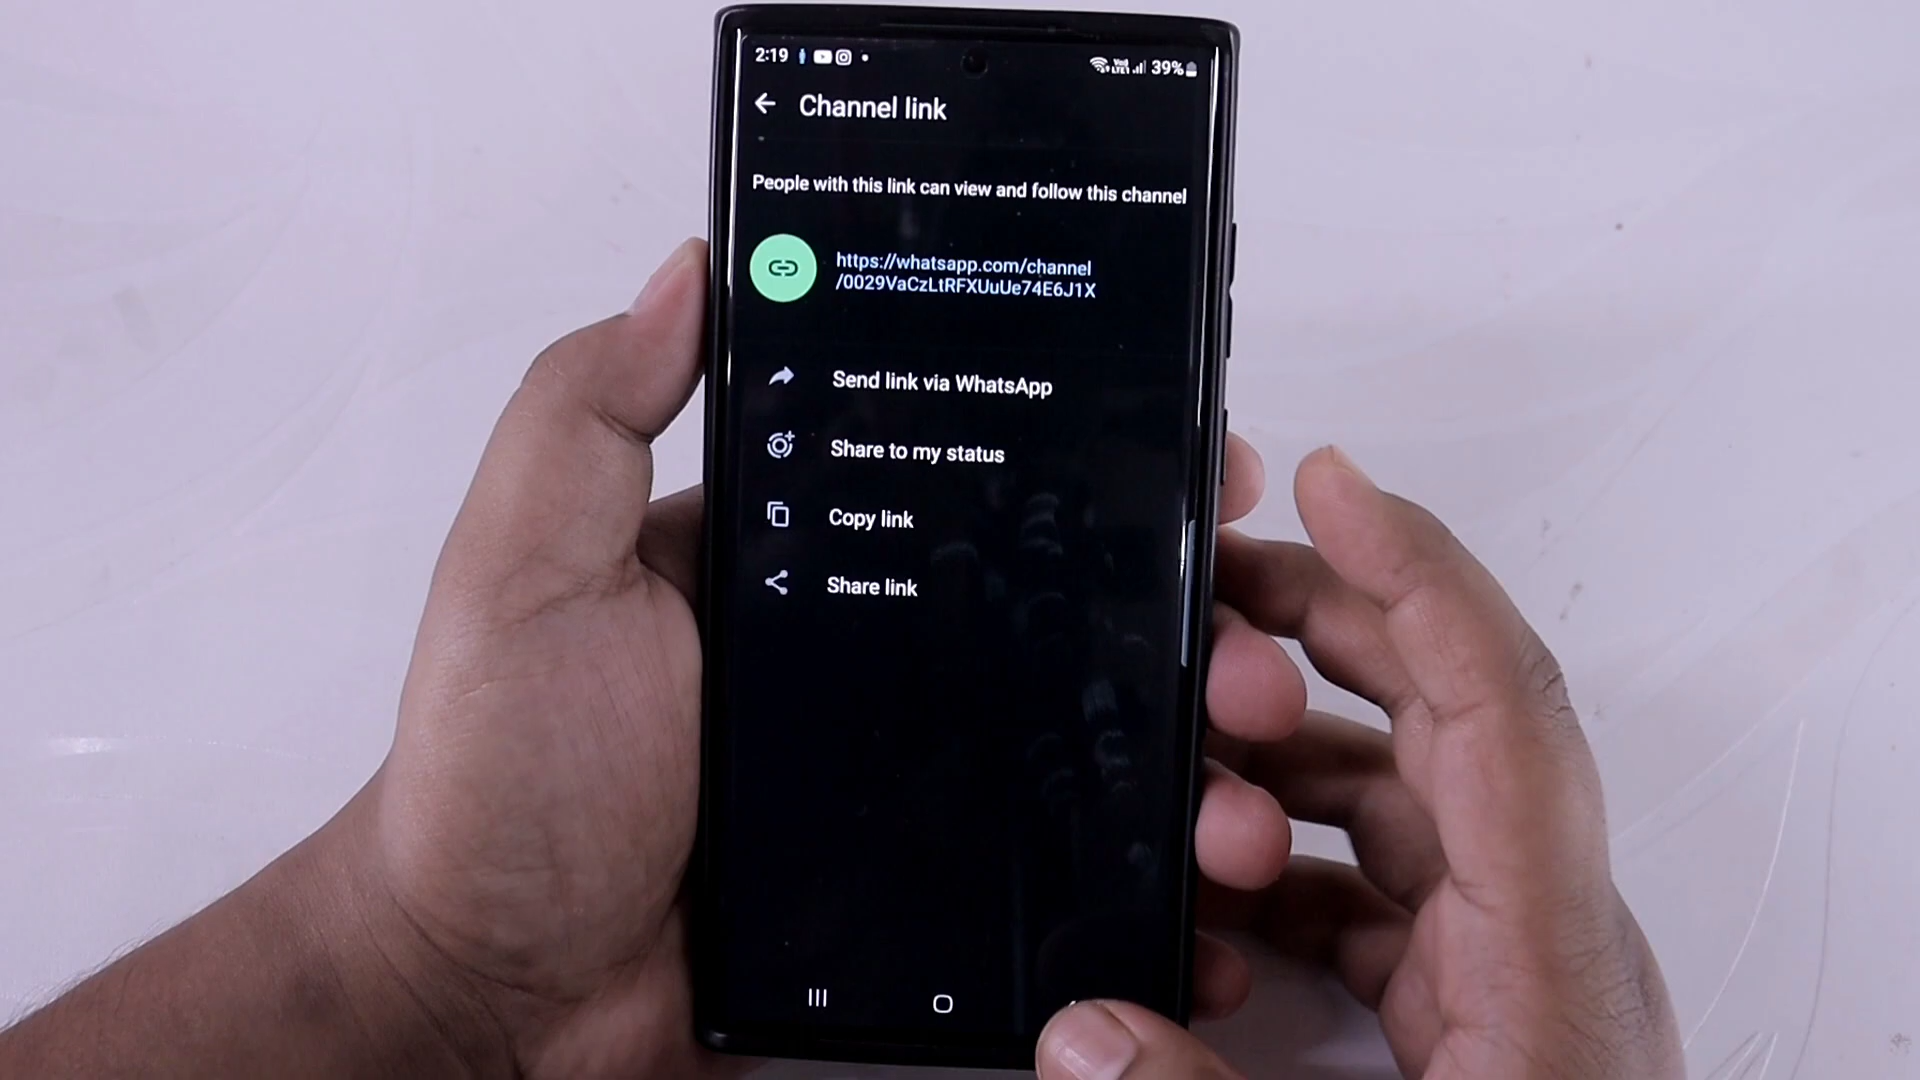 2:19 39%
Channel link
People with this link can view and follow this channel
https://whatsapp.com/channel
/0029VaCzLtRFXUuUe74E6J1X
Send link via WhatsApp
Share to my status
Copy link
Share link